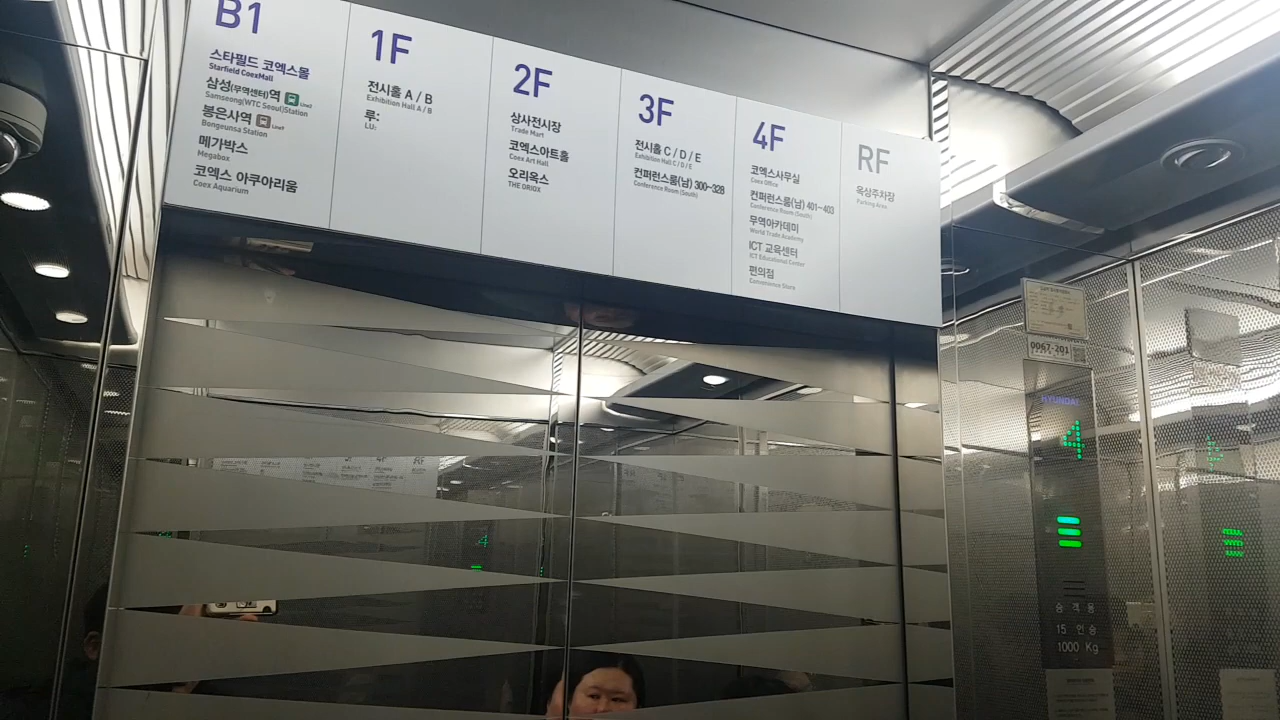 B1
스타필드 코엑스몰
Starfield CoexMall
삼성(무역센터)역 Line2
Samseong(WTC Seoul)Station
봉은사역 Line9
Bongeunsa Station
메가박스
Megabox
코엑스 아쿠아리움
Coex Aquarium
1F
전시홀 A / B
Exhibition Hall A / B
루:
LU:
2F
상사전시장
Trade Mart
코엑스아트홀
Coex Art Hall
오리옥스
THE ORIOX
3F
전시홀 C / D / E
Exhibition Hall C / D / E
컨퍼런스룸(남) 300~328
Conference Room (South)
4F
코엑스사무실
Coex Office
컨퍼런스룸(남) 401~403
Conference Room (South)
무역아카데미
World Trade Academy
ICT 교육센터
ICT Educational Center
편의점
Convenience Store
RF
옥상주차장
Parking Area
0067-201
HYUNDAI
4
승객용
15 인승
1000 Kg